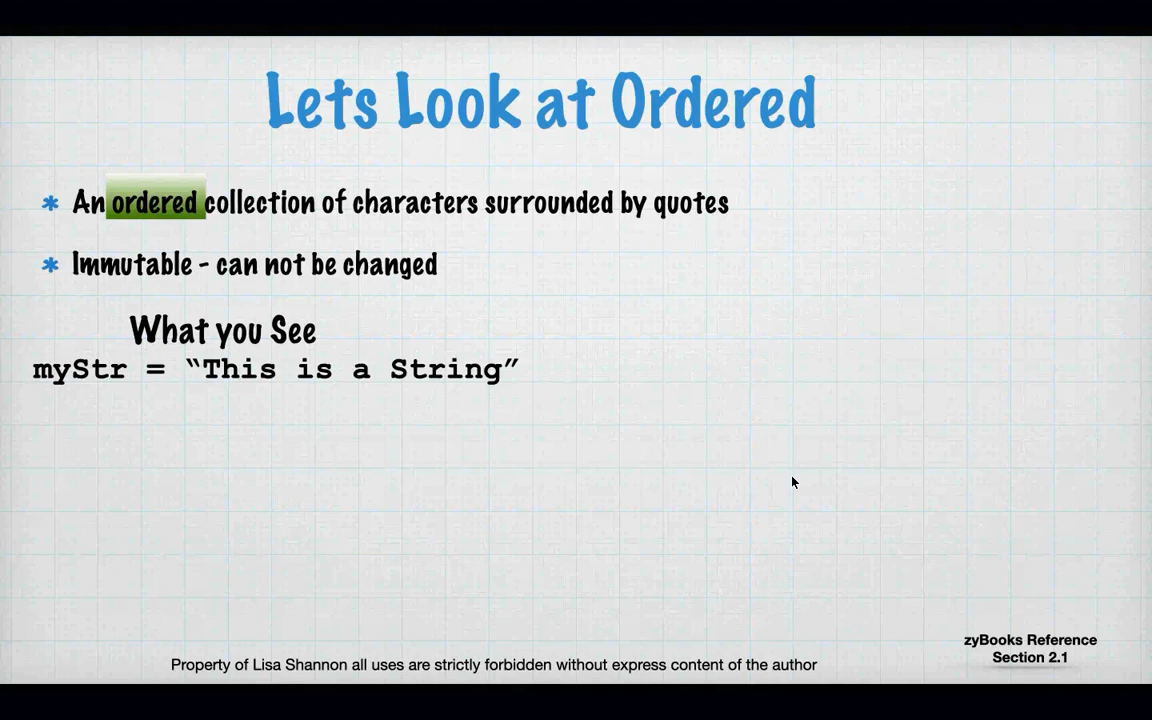 Lets Look at Ordered
* An ordered collection of characters surrounded by quotes
* Immutable - can not be changed
What you See
myStr = “This is a String”
zyBooks Reference
Section 2.1
Property of Lisa Shannon all uses are strictly forbidden without express content of the author